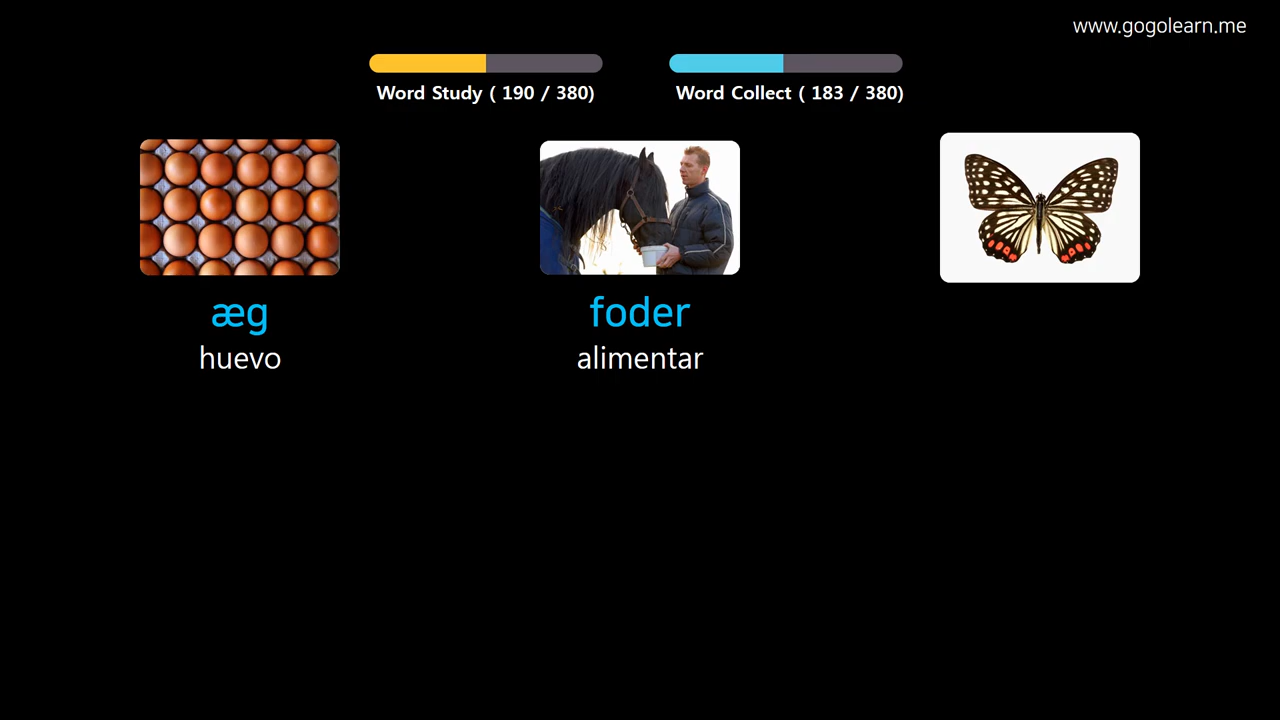 www.gogolearn.me
Word Study ( 190 / 380)
Word Collect ( 183 / 380)
æg
huevo
foder
alimentar